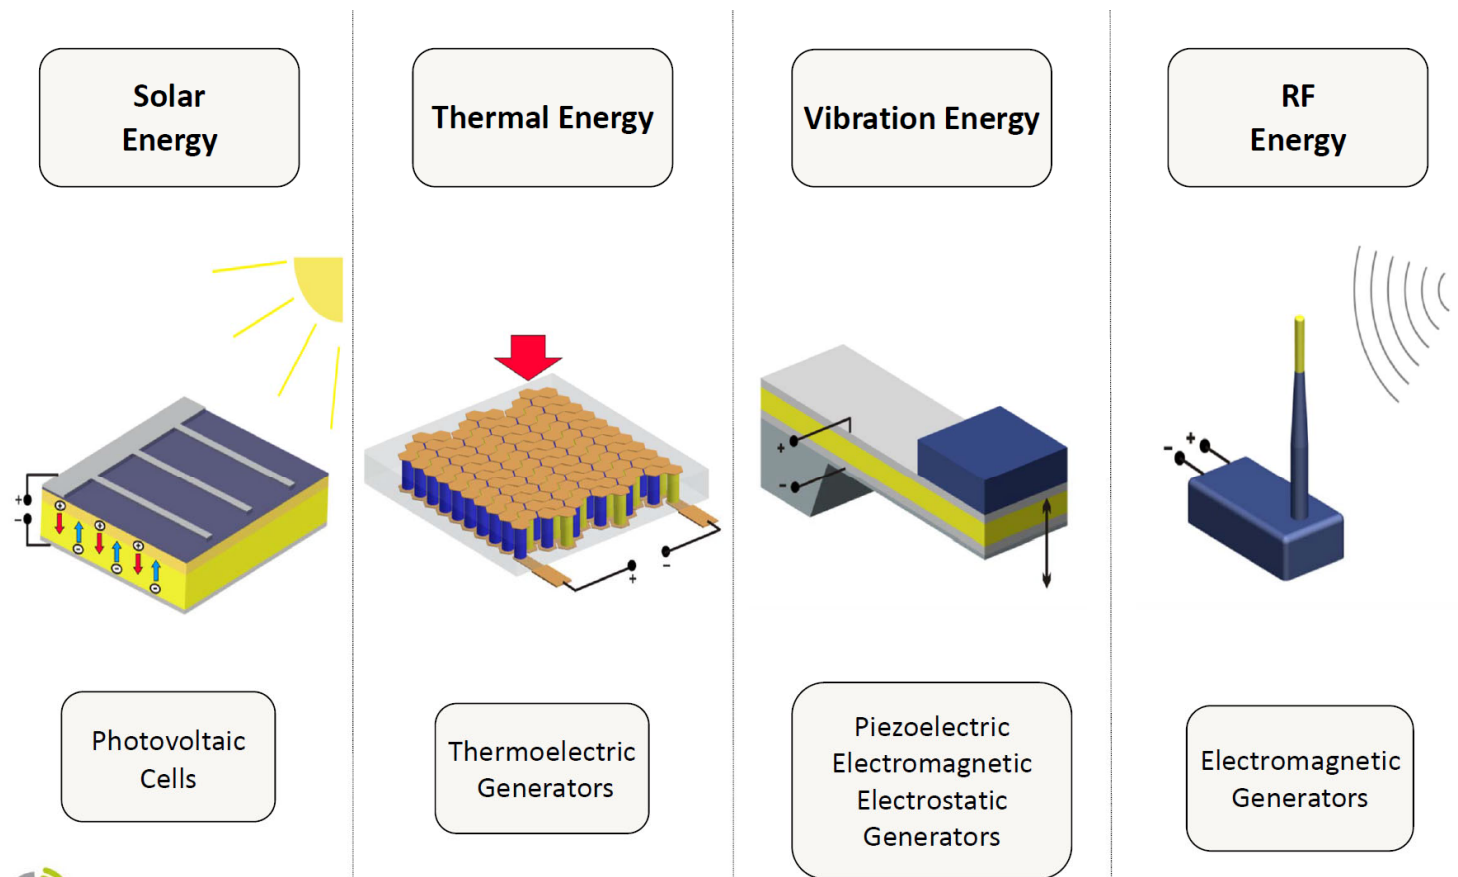 Solar
Energy
Thermal Energy
Vibration Energy
RF
Energy
+
-
+
-
+
-
+
-
+
-
+
-
+
-
+
-
+
-
Photovoltaic
Cells
Thermoelectric
Generators
Piezoelectric
Electromagnetic
Electrostatic
Generators
Electromagnetic
Generators